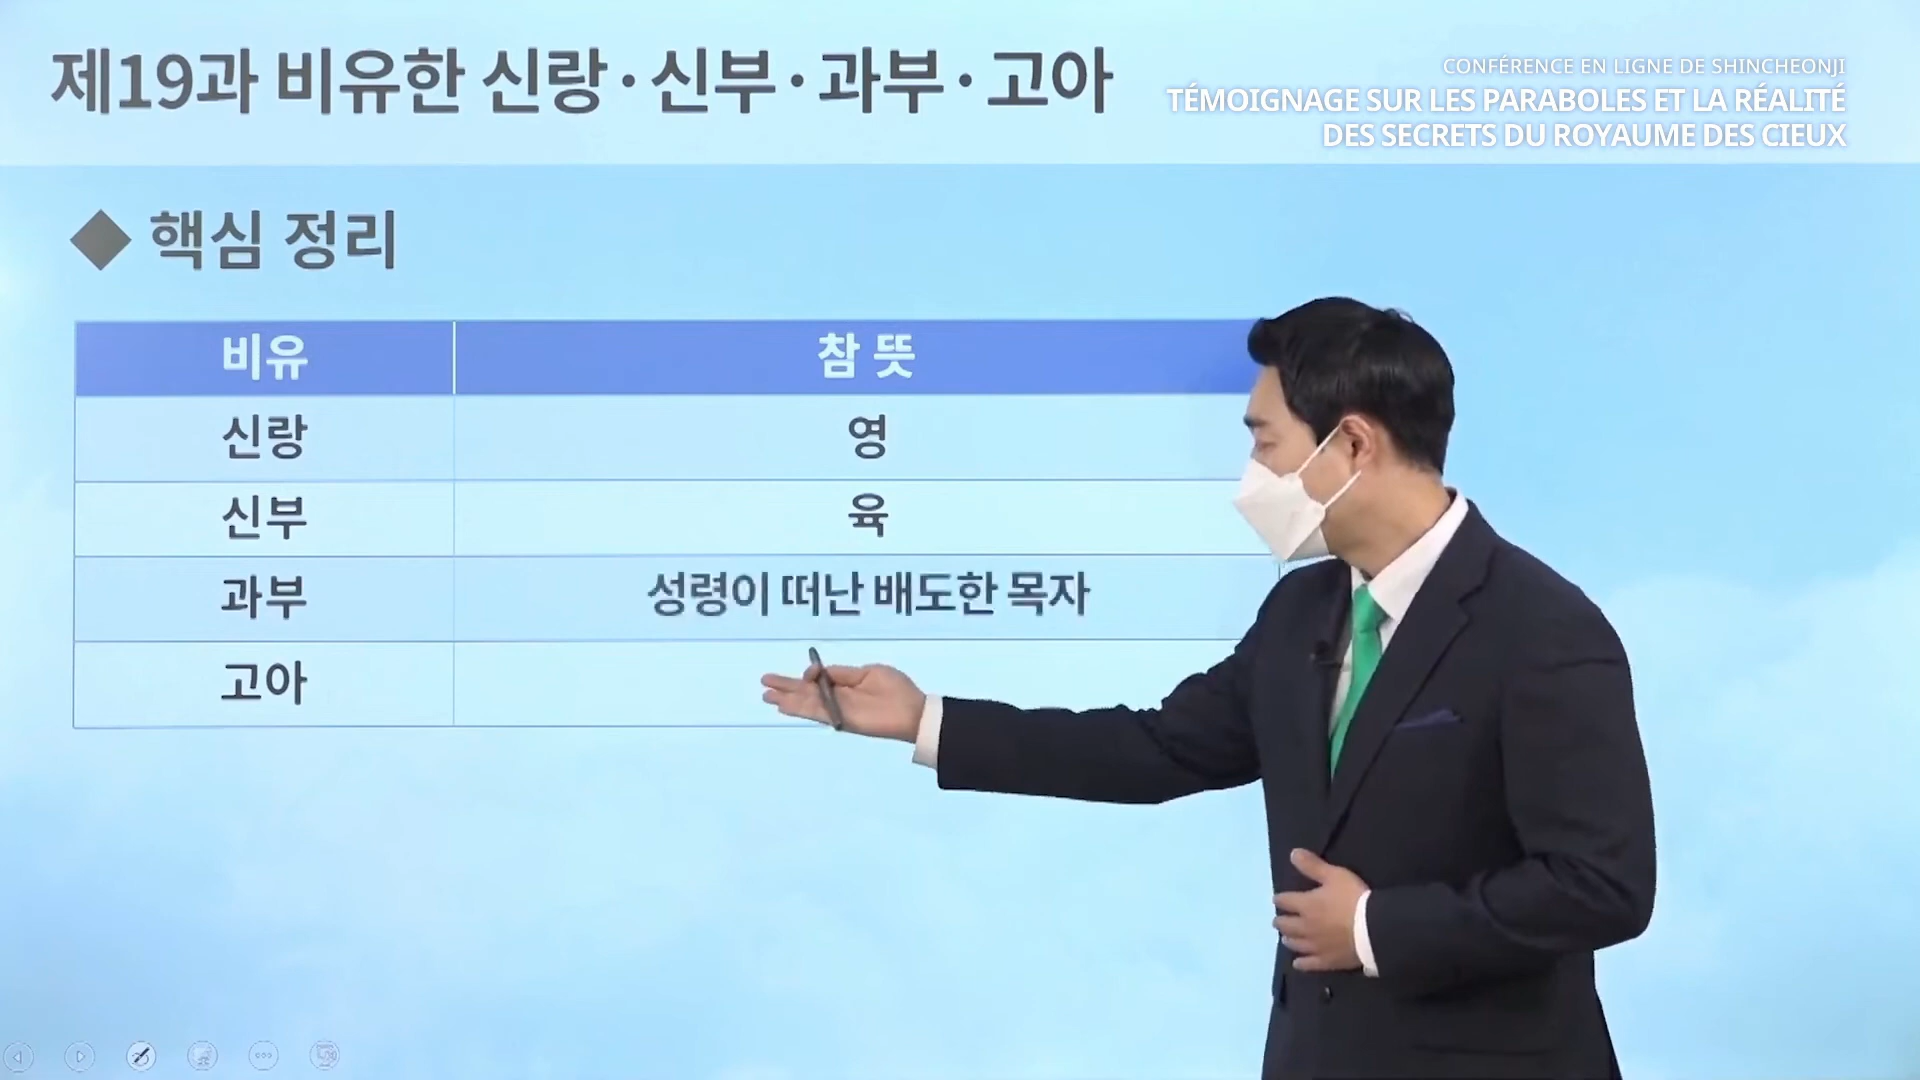 제19과 비유한 신랑·신부·과부·고아
CONFÉRENCE EN LIGNE DE SHINCHEONJI
TÉMOIGNAGE SUR LES PARABOLES ET LA RÉALITÉ
DES SECRETS DU ROYAUME DES CIEUX
◆ 핵심 정리
비유 참 뜻
신랑 영
신부 육
과부 성령이 떠난 배도한 목자
고아